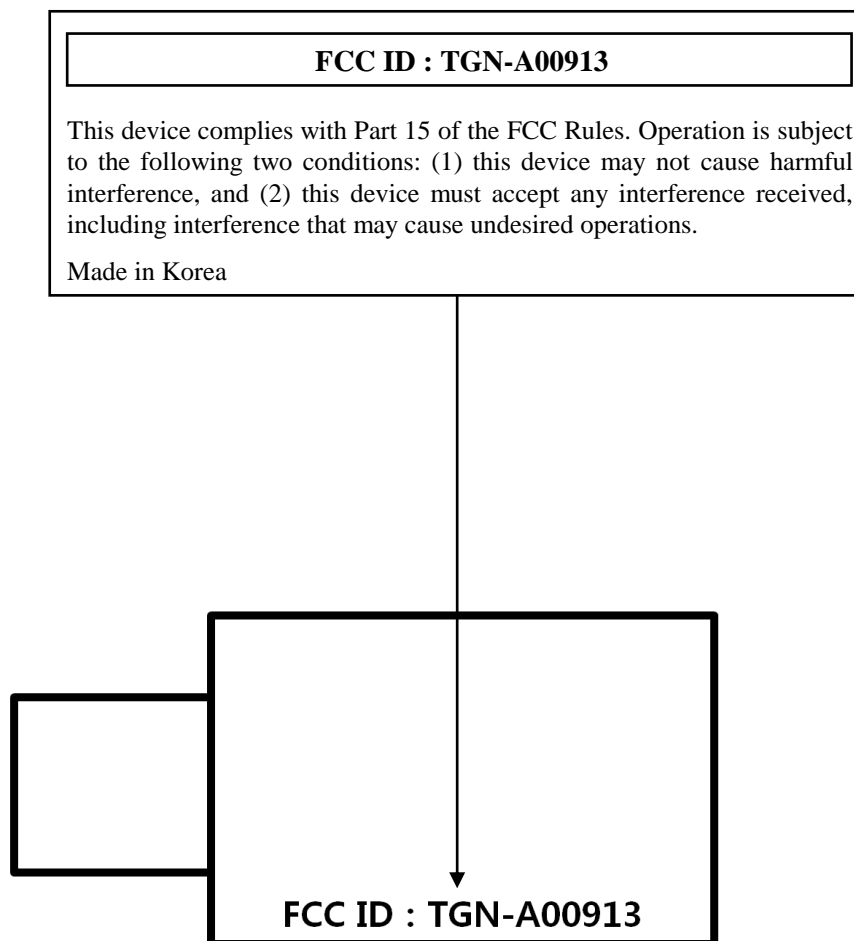 FCC ID : TGN-A00913
This device complies with Part 15 of the FCC Rules. Operation is subject
to the following two conditions: (1) this device may not cause harmful
interference, and (2) this device must accept any interference received,
including interference that may cause undesired operations.
Made in Korea
FCC ID : TGN-A00913